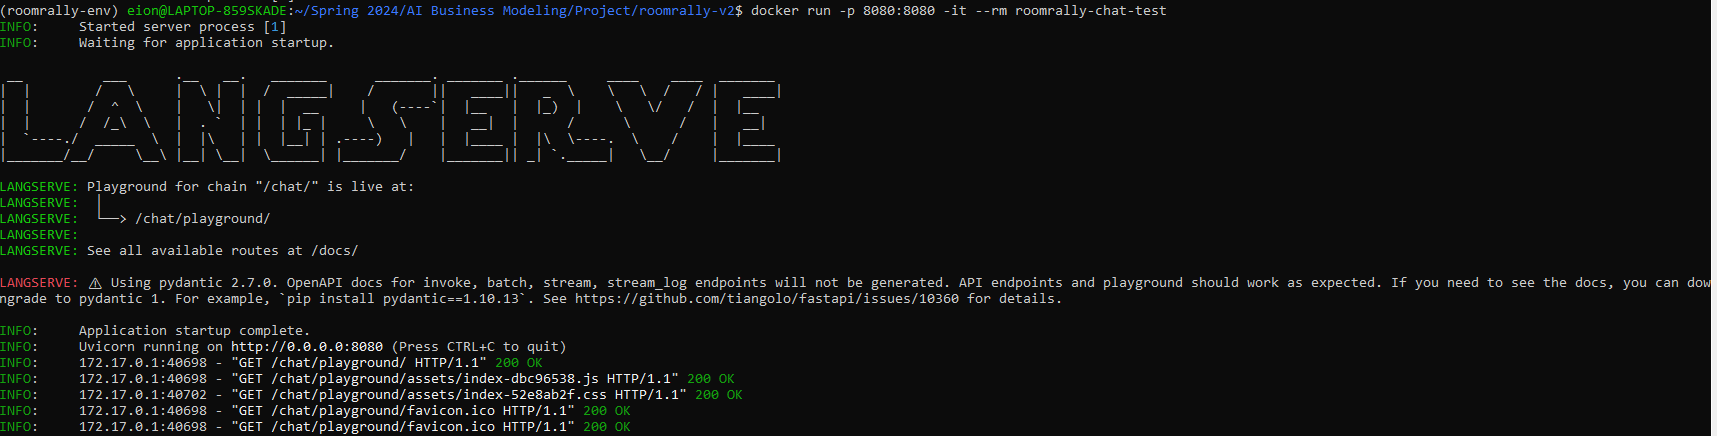 (roomrally-env) eion@LAPTOP-859SKADE:~/Spring 2024/AI Business Modeling/Project/roomrally-v2$ docker run -p 8080:8080 -it --rm roomrally-chat-test
INFO:     Started server process [1]
INFO:     Waiting for application startup.
LANGSERVE
LANGSERVE: Playground for chain "/chat/" is live at:
LANGSERVE:  │
LANGSERVE:  └──> /chat/playground/
LANGSERVE:
LANGSERVE: See all available routes at /docs/
LANGSERVE: ⚠️ Using pydantic 2.7.0. OpenAPI docs for invoke, batch, stream, stream_log endpoints will not be generated. API endpoints and playground should work as expected. If you need to see the docs, you can dow
ngrade to pydantic 1. For example, `pip install pydantic==1.10.13`. See https://github.com/tiangolo/fastapi/issues/10360 for details.
INFO:     Application startup complete.
INFO:     Uvicorn running on http://0.0.0.0:8080 (Press CTRL+C to quit)
INFO:     172.17.0.1:40698 - "GET /chat/playground/ HTTP/1.1" 200 OK
INFO:     172.17.0.1:40698 - "GET /chat/playground/assets/index-dbc96538.js HTTP/1.1" 200 OK
INFO:     172.17.0.1:40702 - "GET /chat/playground/assets/index-52e8ab2f.css HTTP/1.1" 200 OK
INFO:     172.17.0.1:40698 - "GET /chat/playground/favicon.ico HTTP/1.1" 200 OK
INFO:     172.17.0.1:40698 - "GET /chat/playground/favicon.ico HTTP/1.1" 200 OK